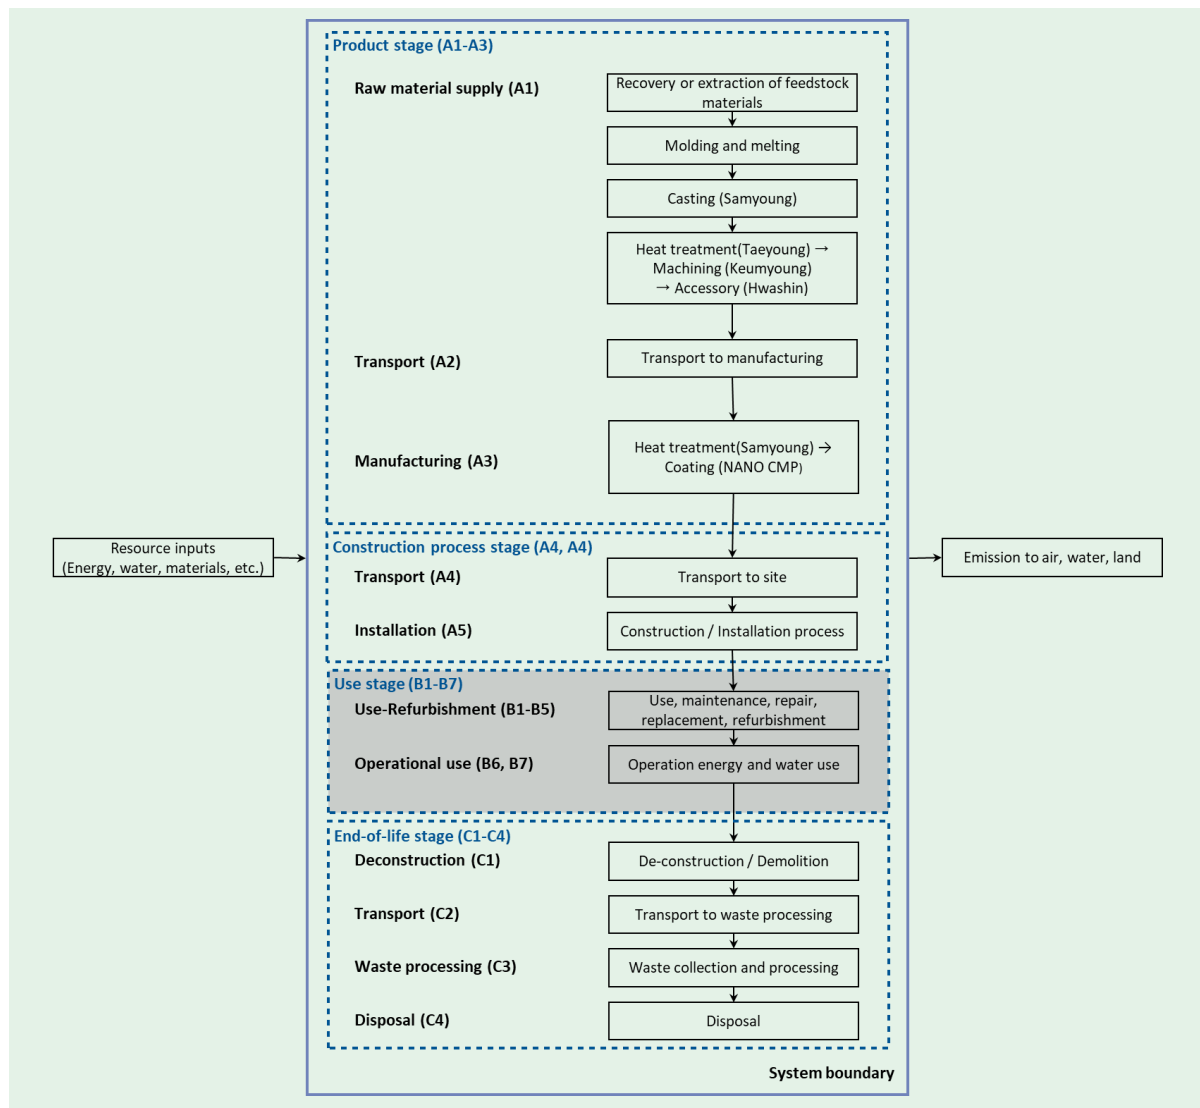 Product stage (A1-A3)
Raw material supply (A1)
Recovery or extraction of feedstock
materials
Molding and melting
Casting (Samyoung)
Heat treatment(Taeyoung) →
Machining (Keumyoung)
→ Accessory (Hwashin)
Transport (A2)
Transport to manufacturing
Manufacturing (A3)
Heat treatment(Samyoung) →
Coating (NANO CMP)
Resource inputs
(Energy, water, materials, etc.)
Construction process stage (A4, A4)
Transport (A4)
Transport to site
Installation (A5)
Construction / Installation process
Emission to air, water, land
Use stage (B1-B7)
Use-Refurbishment (B1-B5)
Use, maintenance, repair,
replacement, refurbishment
Operational use (B6, B7)
Operation energy and water use
End-of-life stage (C1-C4)
Deconstruction (C1)
De-construction / Demolition
Transport (C2)
Transport to waste processing
Waste processing (C3)
Waste collection and processing
Disposal (C4)
Disposal
System boundary